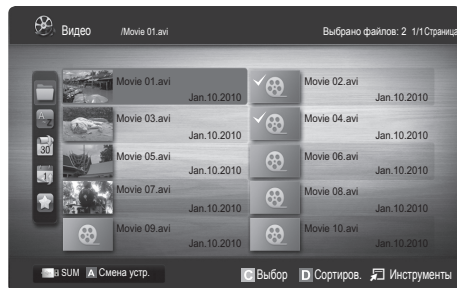 Видео /Movie 01.avi Выбрано файлов: 2 1/1Страница
Movie 01.avi Movie 02.avi
Jan.10.2010 Jan.10.2010
Movie 03.avi Movie 04.avi
Jan.10.2010 Jan.10.2010
Movie 05.avi Movie 06.avi
Jan.10.2010 Jan.10.2010
Movie 07.avi Movie 08.avi
Jan.10.2010 Jan.10.2010
Movie 09.avi Movie 10.avi
Jan.10.2010 Jan.10.2010
SUM A Смена устр. C Выбор D Сортиров. Инструменты